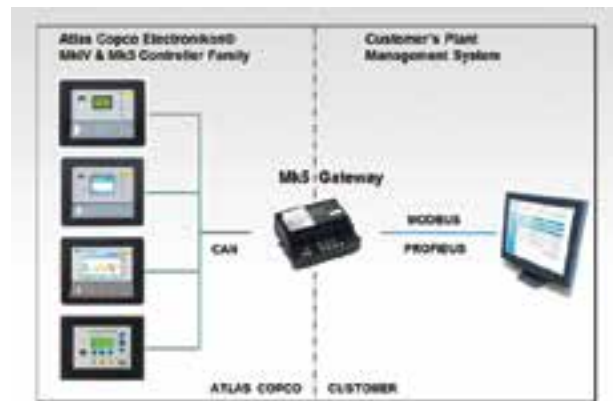 Atlas Copco Elektronikon®
MkIV & Mk5 Controller Family
Customer's Plant
Management System
Mk5 Gateway
CAN
MODBUS
PROFIBUS
ATLAS COPCO
CUSTOMER